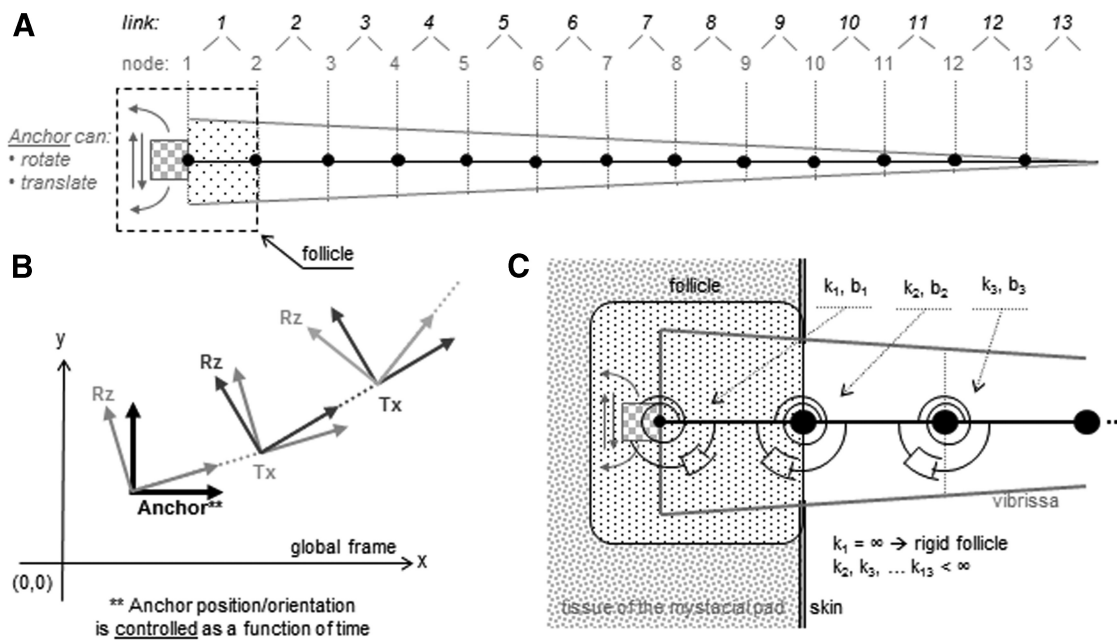 A
link: 1 2 3 4 5 6 7 8 9 10 11 12 13
node: 1 2 3 4 5 6 7 8 9 10 11 12 13
Anchor can:
• rotate
• translate
follicle
B
y
Rz
Rz
Rz
Tx
Tx
Anchor**
global frame
x
(0,0)
** Anchor position/orientation
is controlled as a function of time
C
follicle
k1, b1
k2, b2
k3, b3
vibrissa
k1 = ∞ → rigid follicle
k2, k3, ... k13 < ∞
tissue of the mystacial pad
skin